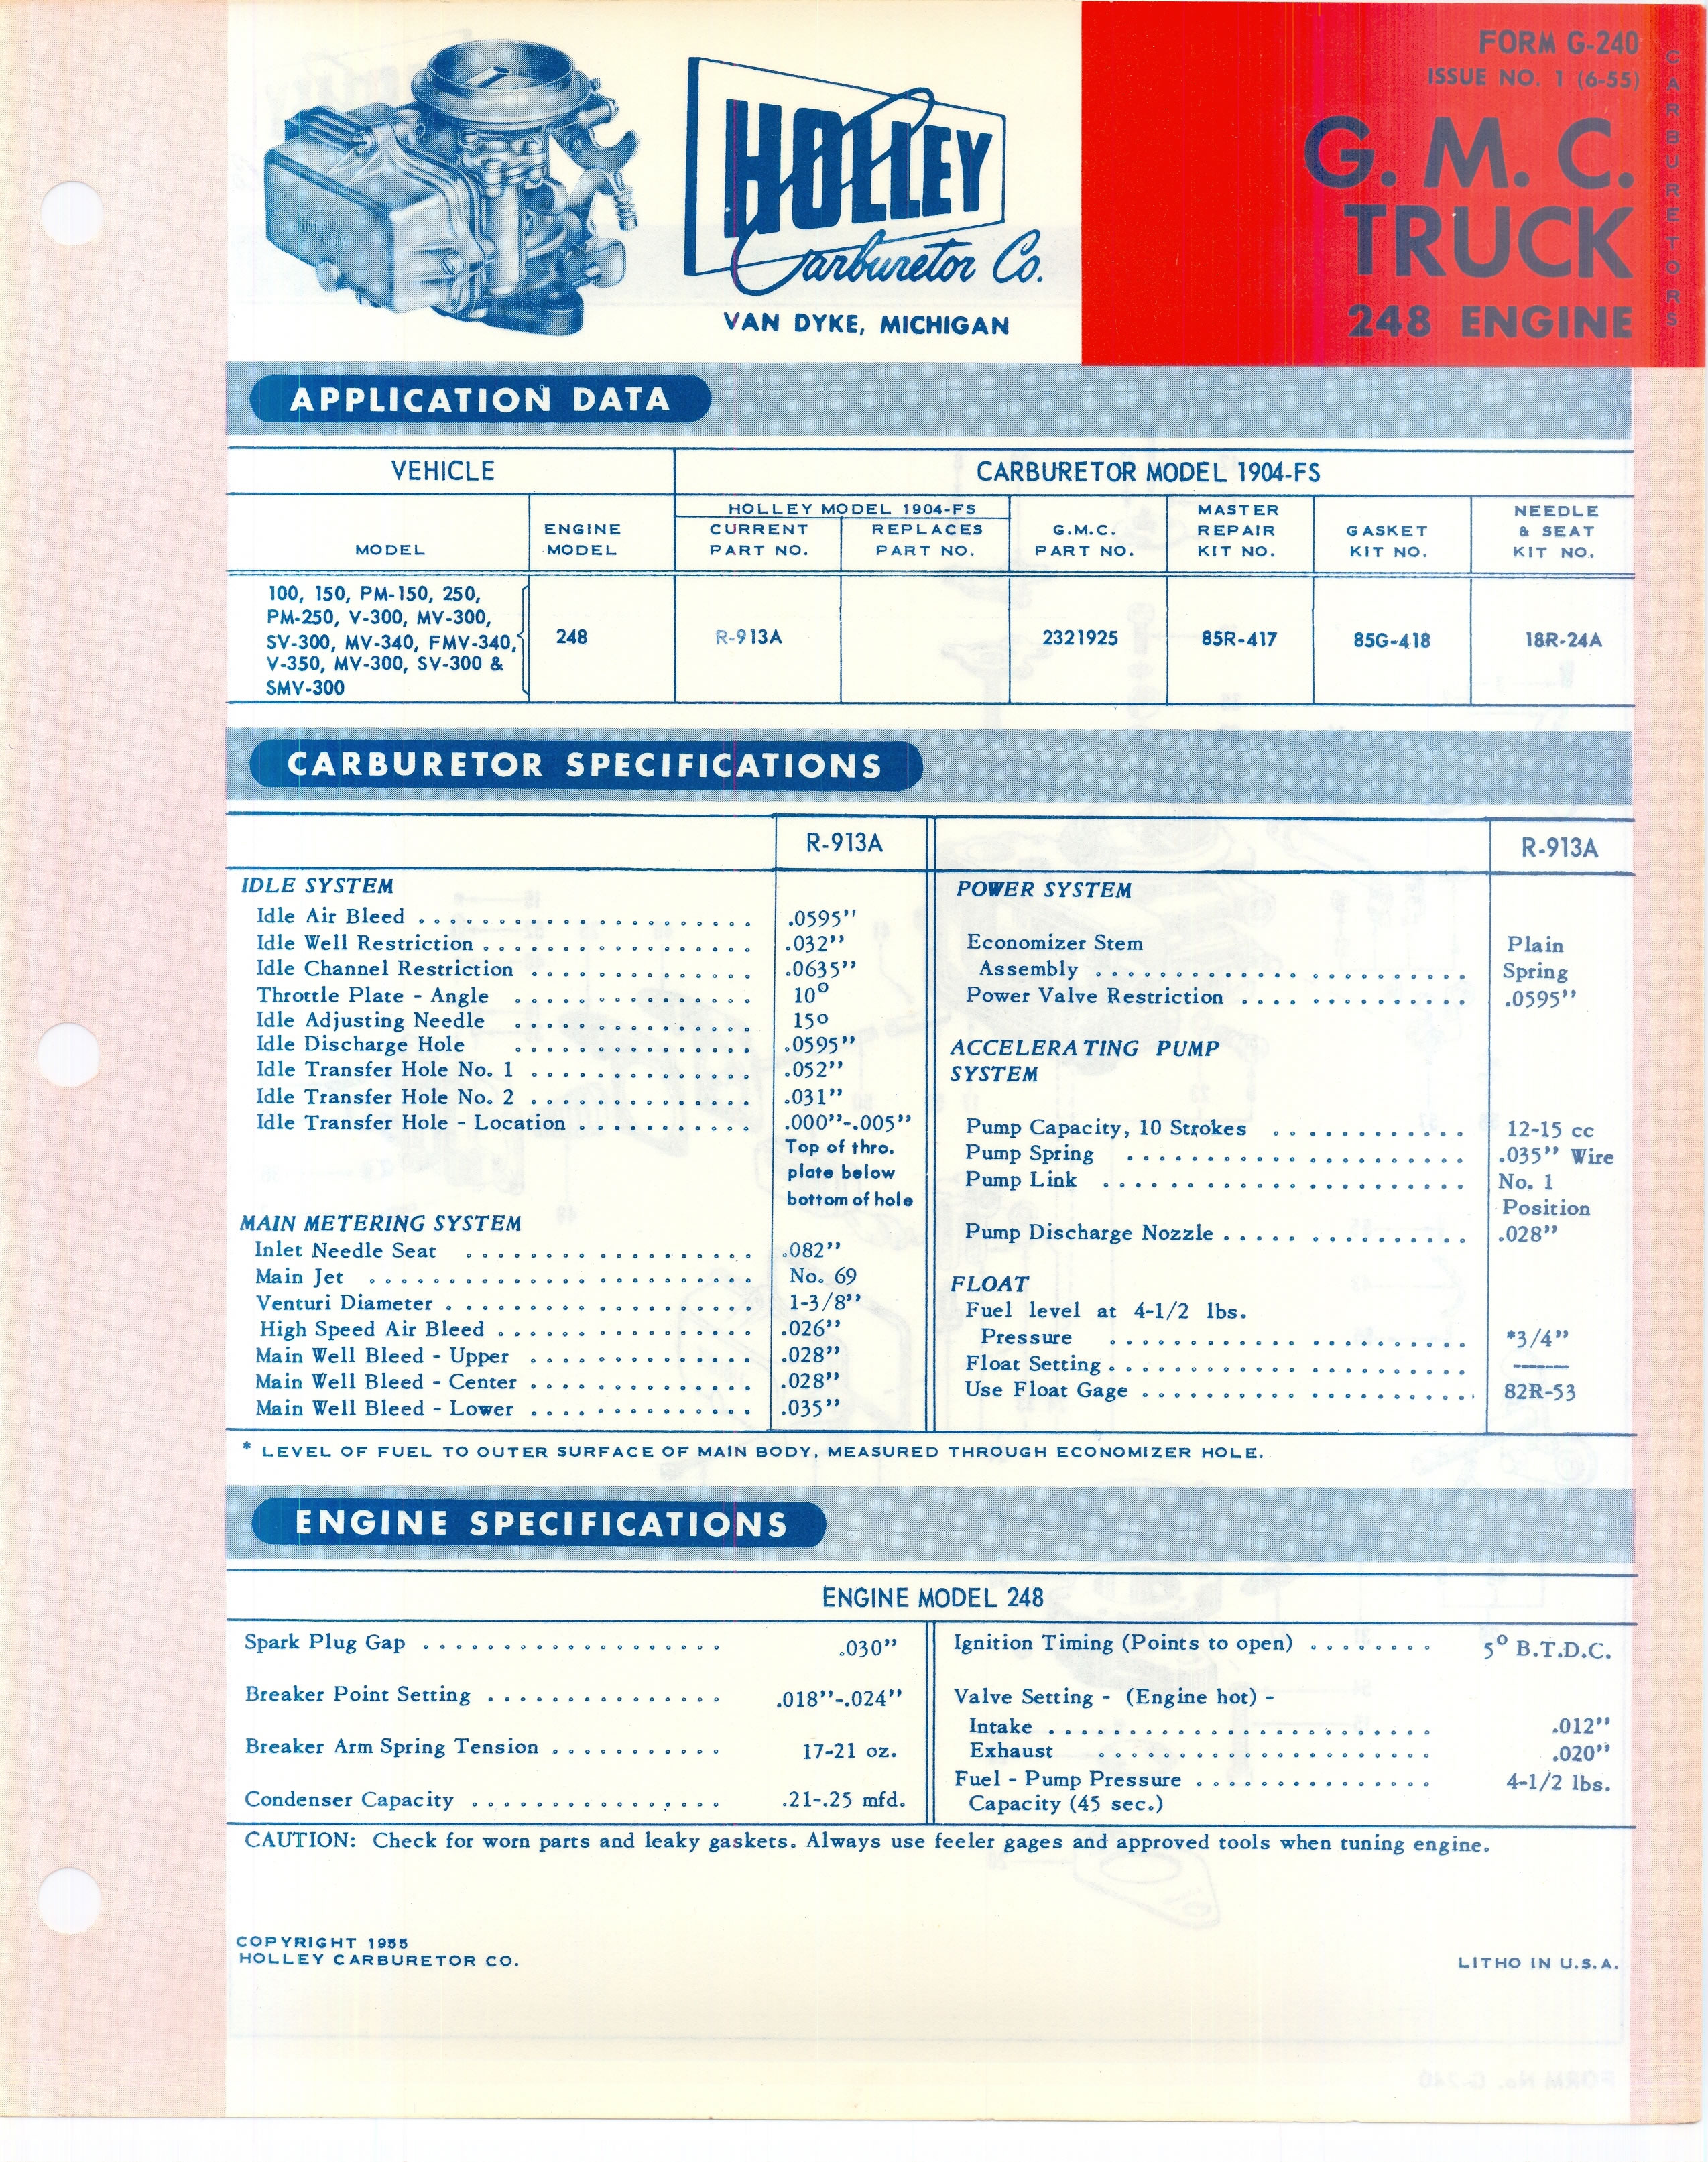 FORM G-240
ISSUE NO. 1 (6-55)
G. M. C.
TRUCK
248 ENGINE
CARBURETORS
HOLLEY
HOLLEY
Carburetor Co.
VAN DYKE, MICHIGAN
APPLICATION DATA
VEHICLE CARBURETOR MODEL 1904-FS
MODEL ENGINE MODEL HOLLEY MODEL 1904-FS CURRENT PART NO. REPLACES PART NO. G.M.C. PART NO. MASTER REPAIR KIT NO. GASKET KIT NO. NEEDLE & SEAT KIT NO.
100, 150, PM-150, 250,
PM-250, V-300, MV-300,
SV-300, MV-340, FMV-340, 248 R-913A 2321925 85R-417 85G-418 18R-24A
V-350, MV-300, SV-300 &
SMV-300
CARBURETOR SPECIFICATIONS
R-913A
IDLE SYSTEM
Idle Air Bleed .0595"
Idle Well Restriction .032"
Idle Channel Restriction .0635"
Throttle Plate - Angle 10°
Idle Adjusting Needle 15°
Idle Discharge Hole .0595"
Idle Transfer Hole No. 1 .052"
Idle Transfer Hole No. 2 .031"
Idle Transfer Hole - Location .000"-.005"
Top of thro.
plate below
bottom of hole
MAIN METERING SYSTEM
Inlet Needle Seat .082"
Main Jet No. 69
Venturi Diameter 1-3/8"
High Speed Air Bleed .026"
Main Well Bleed - Upper .028"
Main Well Bleed - Center .028"
Main Well Bleed - Lower .035"
R-913A
POWER SYSTEM
Economizer Stem Plain
Assembly Spring
Power Valve Restriction .0595"
ACCELERATING PUMP
SYSTEM
Pump Capacity, 10 Strokes 12-15 cc
Pump Spring .035" Wire
Pump Link No. 1
Position
Pump Discharge Nozzle .028"
FLOAT
Fuel level at 4-1/2 lbs.
Pressure *3/4"
Float Setting -----
Use Float Gage 82R-53
* LEVEL OF FUEL TO OUTER SURFACE OF MAIN BODY, MEASURED THROUGH ECONOMIZER HOLE.
ENGINE SPECIFICATIONS
ENGINE MODEL 248
Spark Plug Gap .030"
Breaker Point Setting .018"-.024"
Breaker Arm Spring Tension 17-21 oz.
Condenser Capacity .21-.25 mfd.
Ignition Timing (Points to open) 5° B.T.D.C.
Valve Setting - (Engine hot) -
Intake .012"
Exhaust .020"
Fuel - Pump Pressure 4-1/2 lbs.
Capacity (45 sec.)
CAUTION: Check for worn parts and leaky gaskets. Always use feeler gages and approved tools when tuning engine.
COPYRIGHT 1955
HOLLEY CARBURETOR CO.
LITHO IN U.S.A.